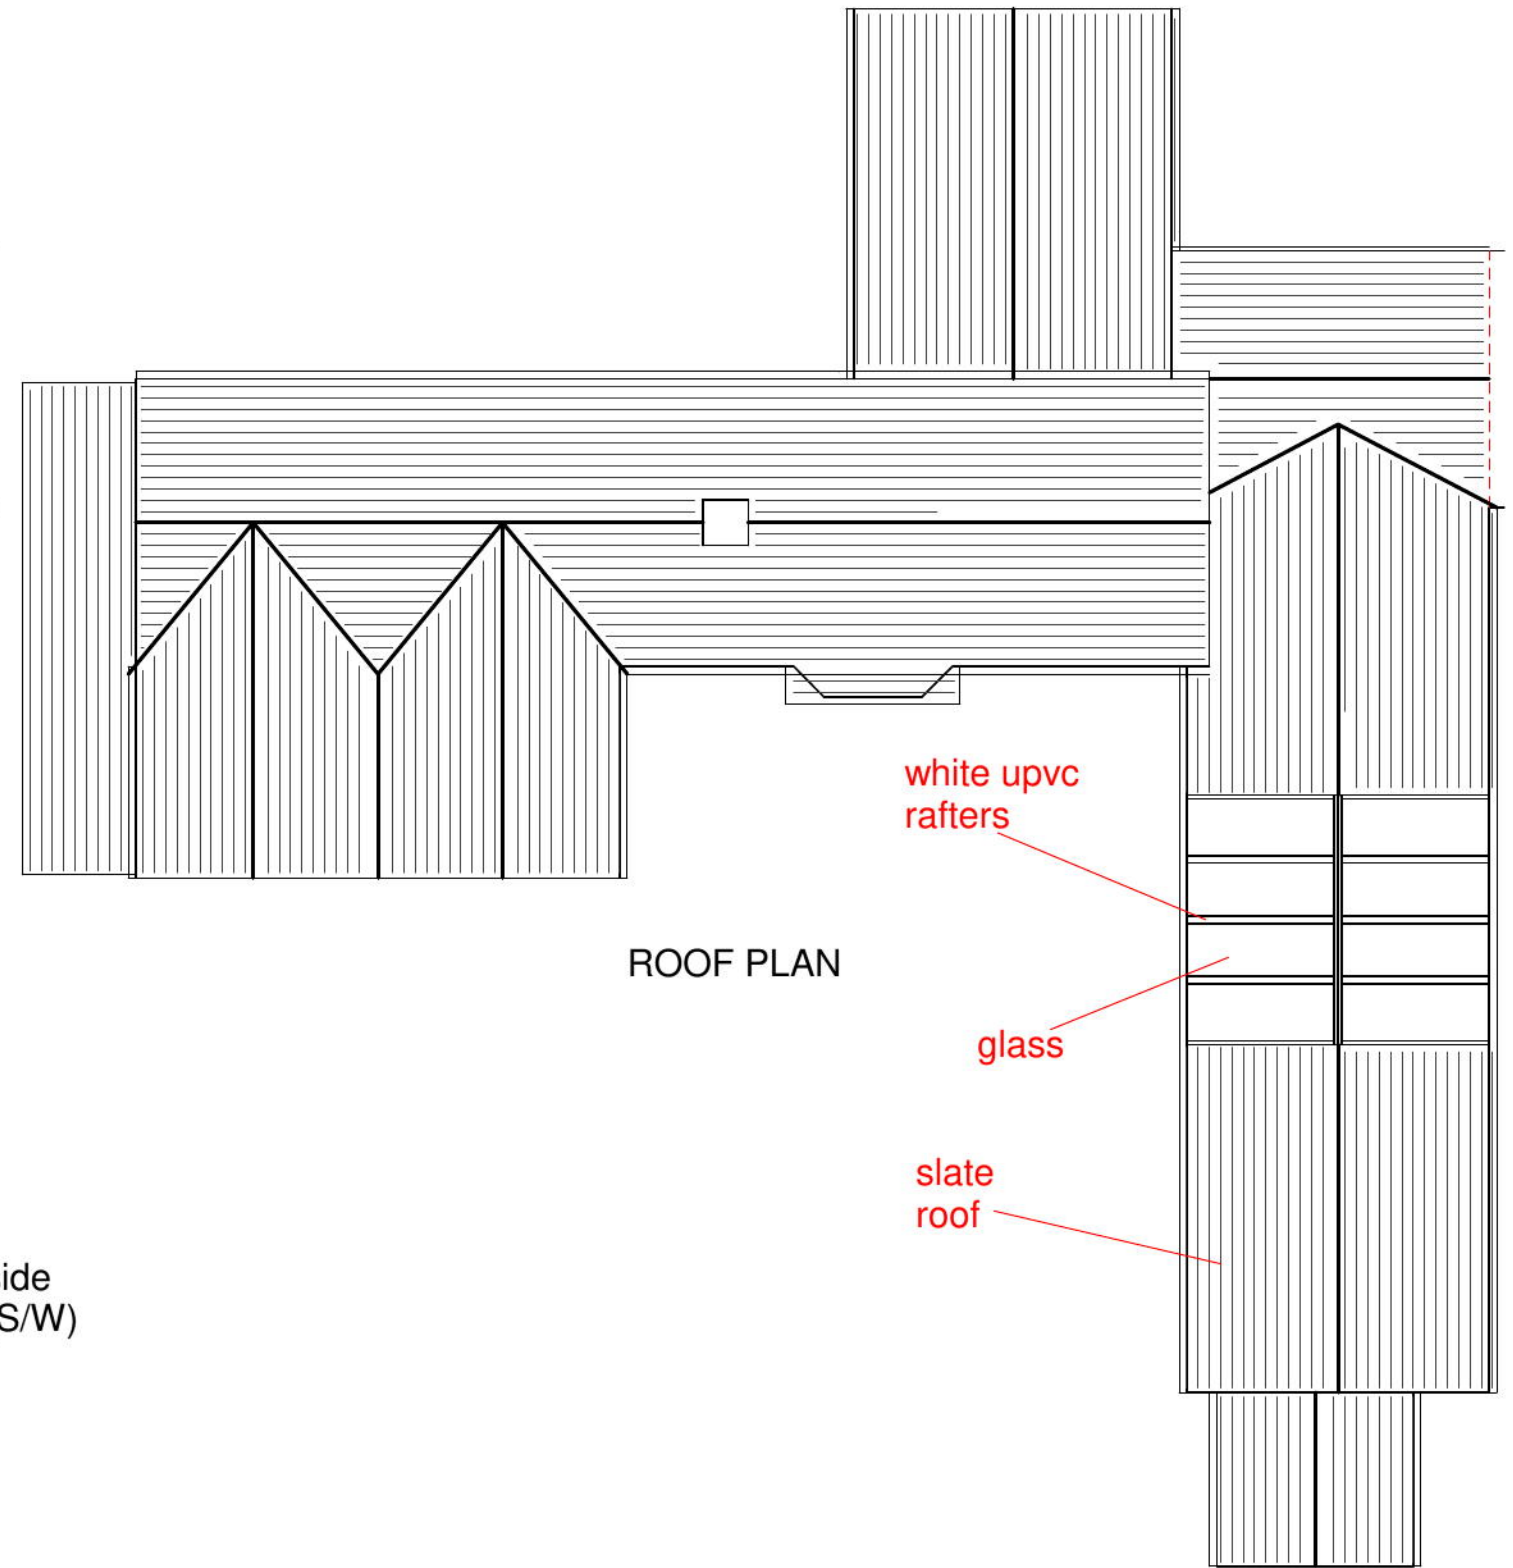 white upvc
rafters
ROOF PLAN
glass
slate
roof
ide
S/W)